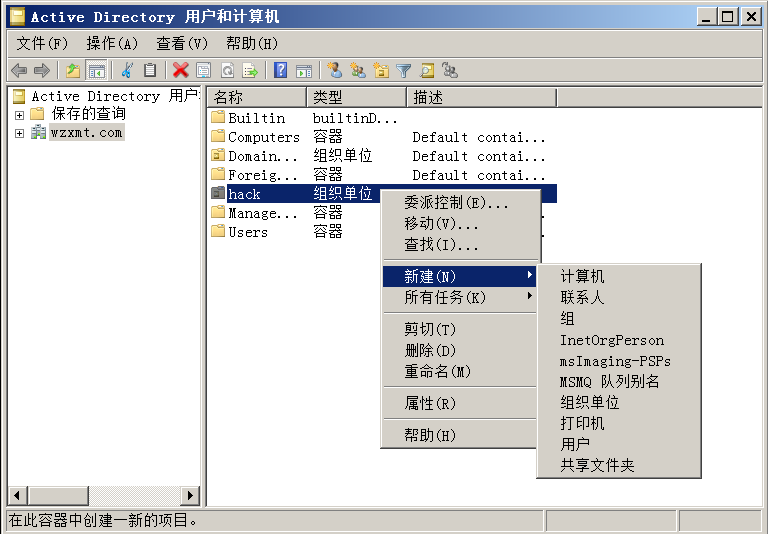 Active Directory 用户和计算机
文件(F) 操作(A) 查看(V) 帮助(H)
Active Directory 用户
保存的查询
wzxmt.com
名称 类型 描述
Builtin builtinD...
Computers 容器 Default contai...
Domain... 组织单位 Default contai...
Foreig... 容器 Default contai...
hack 组织单位
Manage... 容器
Users 容器
委派控制(E)...
移动(V)...
查找(I)...
新建(N)
所有任务(K)
剪切(T)
删除(D)
重命名(M)
属性(R)
帮助(H)
计算机
联系人
组
InetOrgPerson
msImaging-PSPs
MSMQ 队列别名
组织单位
打印机
用户
共享文件夹
在此容器中创建一新的项目。